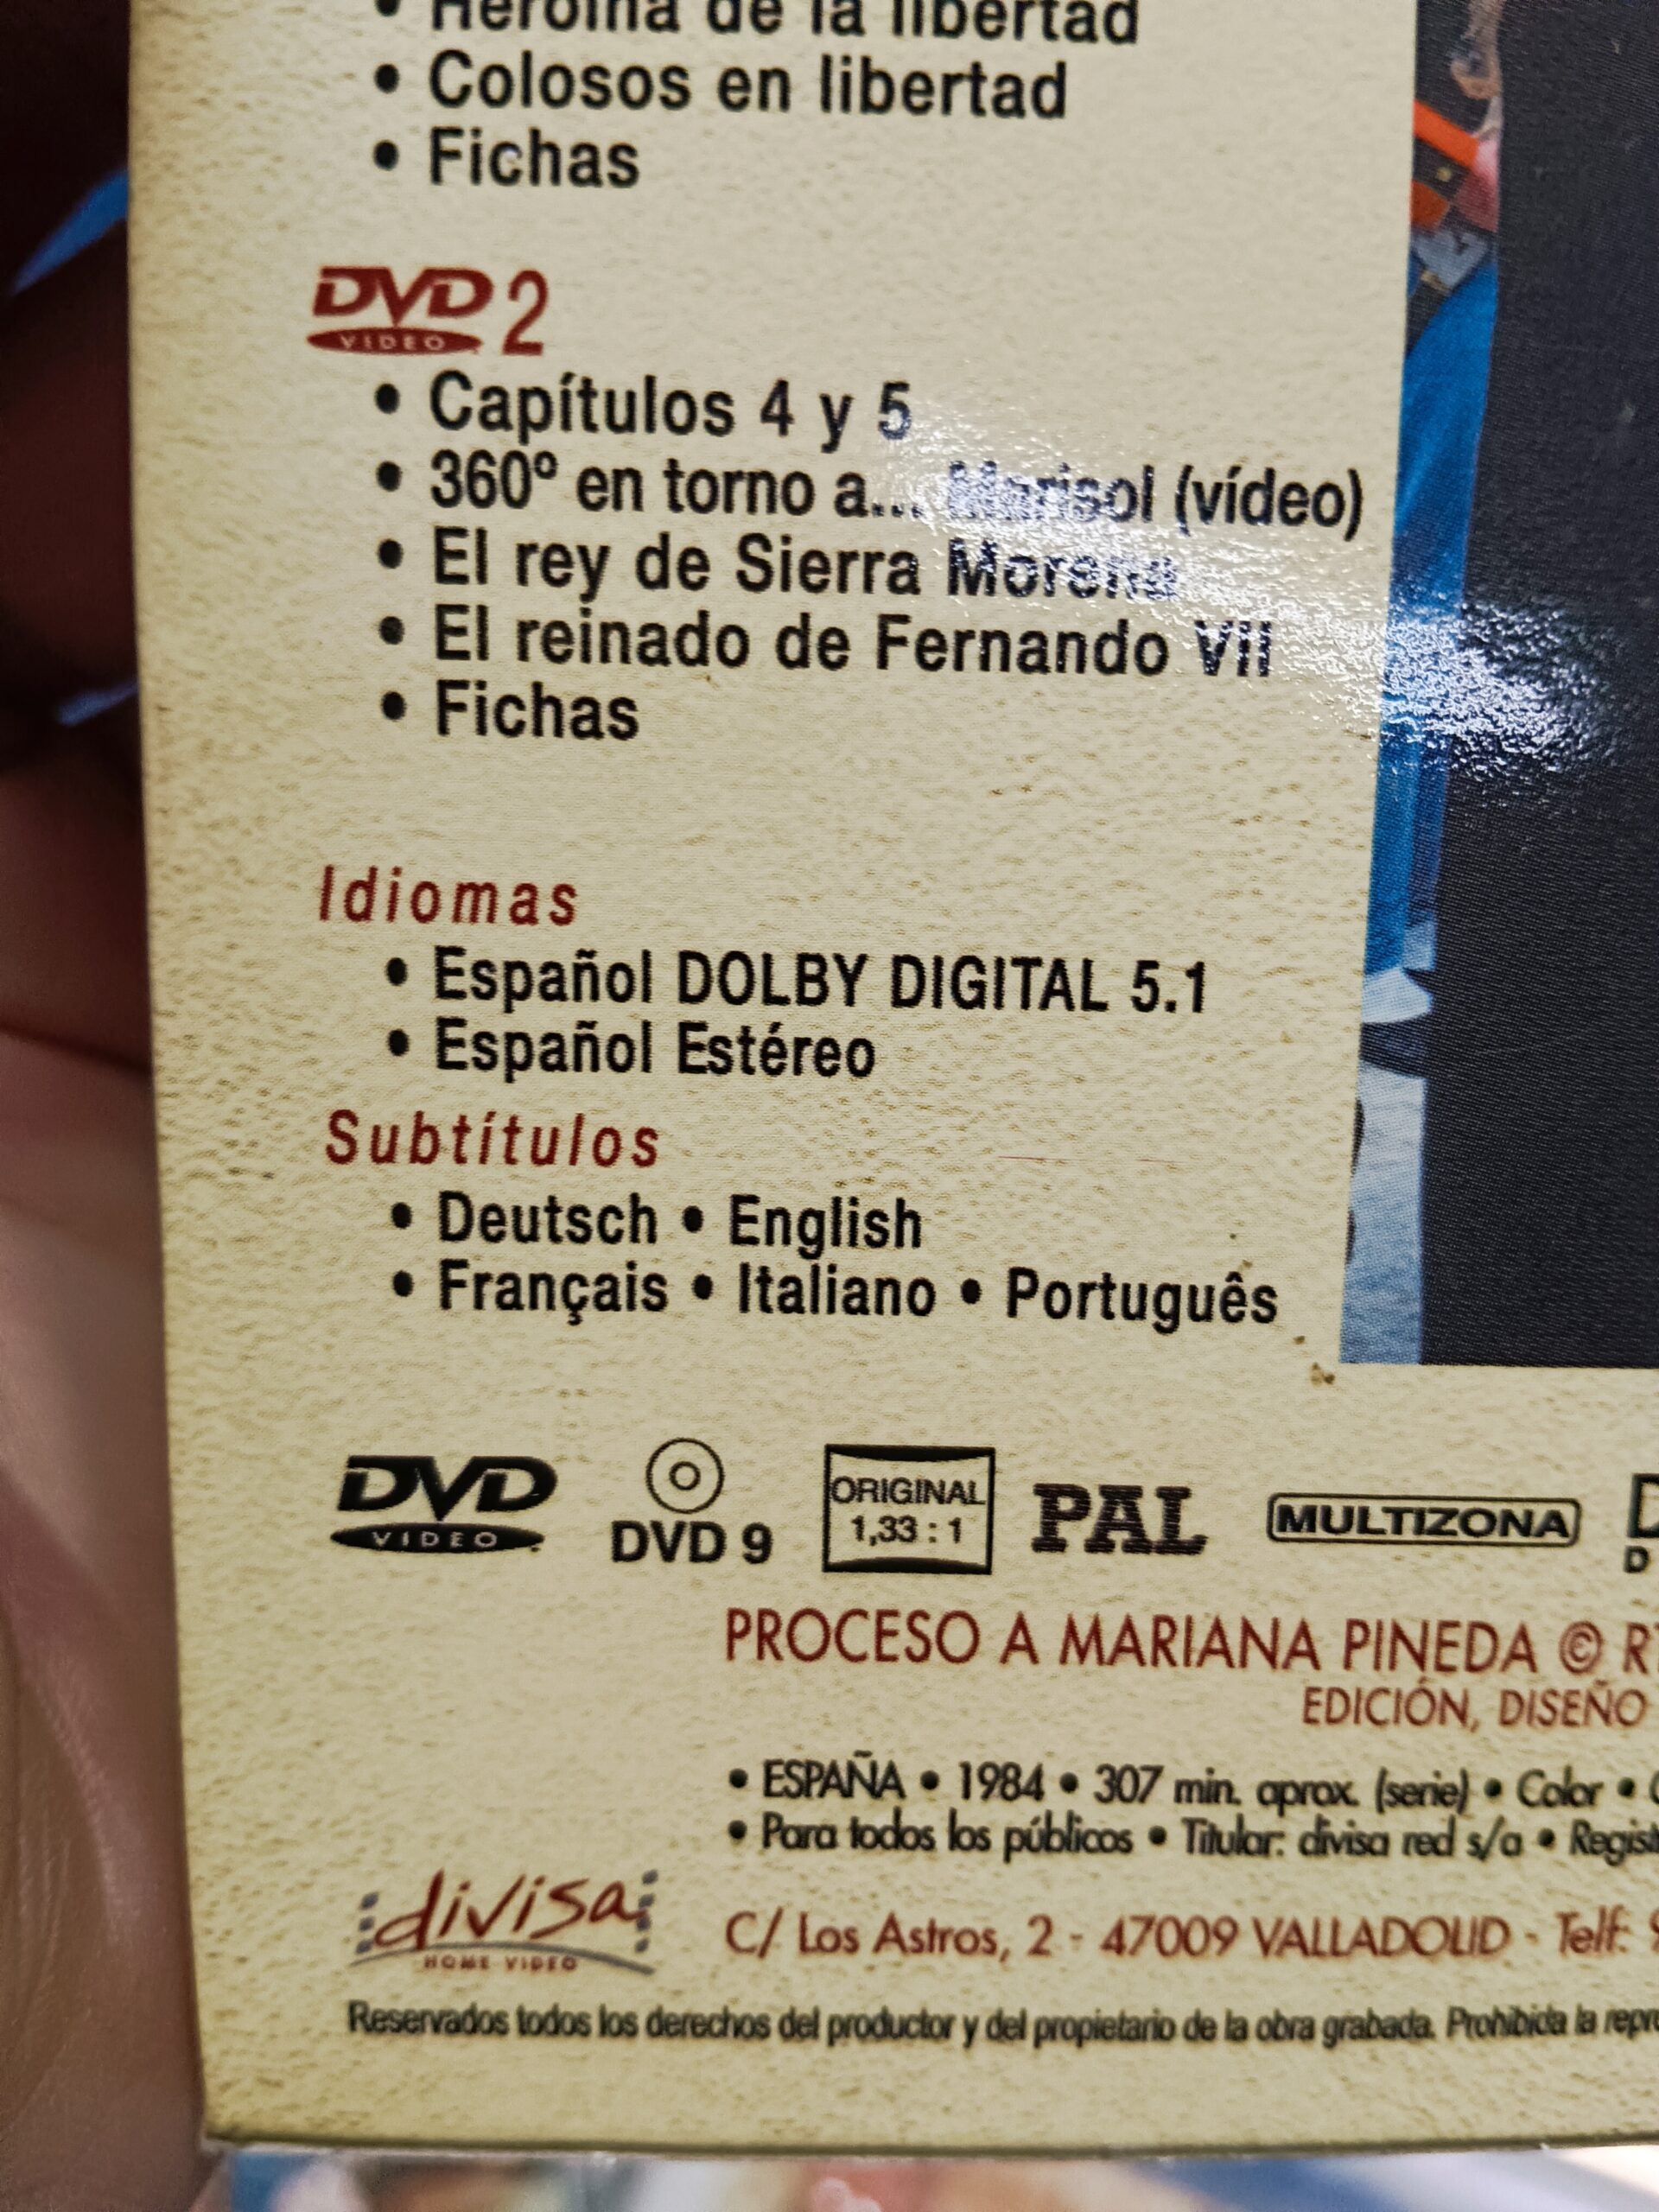 • Heroína de la libertad
• Colosos en libertad
• Fichas
DVD 2
VIDEO
• Capítulos 4 y 5
• 360º en torno a... Marisol (vídeo)
• El rey de Sierra Morena
• El reinado de Fernando VII
• Fichas
Idiomas
• Español DOLBY DIGITAL 5.1
• Español Estéreo
Subtítulos
• Deutsch • English
• Français • Italiano • Português
DVD VIDEO DVD 9 ORIGINAL 1,33 : 1 PAL MULTIZONA
PROCESO A MARIANA PINEDA ©
EDICIÓN, DISEÑO
• ESPAÑA • 1984 • 307 min. aprox. (serie) • Color •
• Para todos los públicos • Titular: divisa red s/a •
divisa
HOME VIDEO
C/ Los Astros, 2 - 47009 VALLADOLID - Telf:
Reservados todos los derechos del productor y del propietario de la obra grabada. Prohibida la